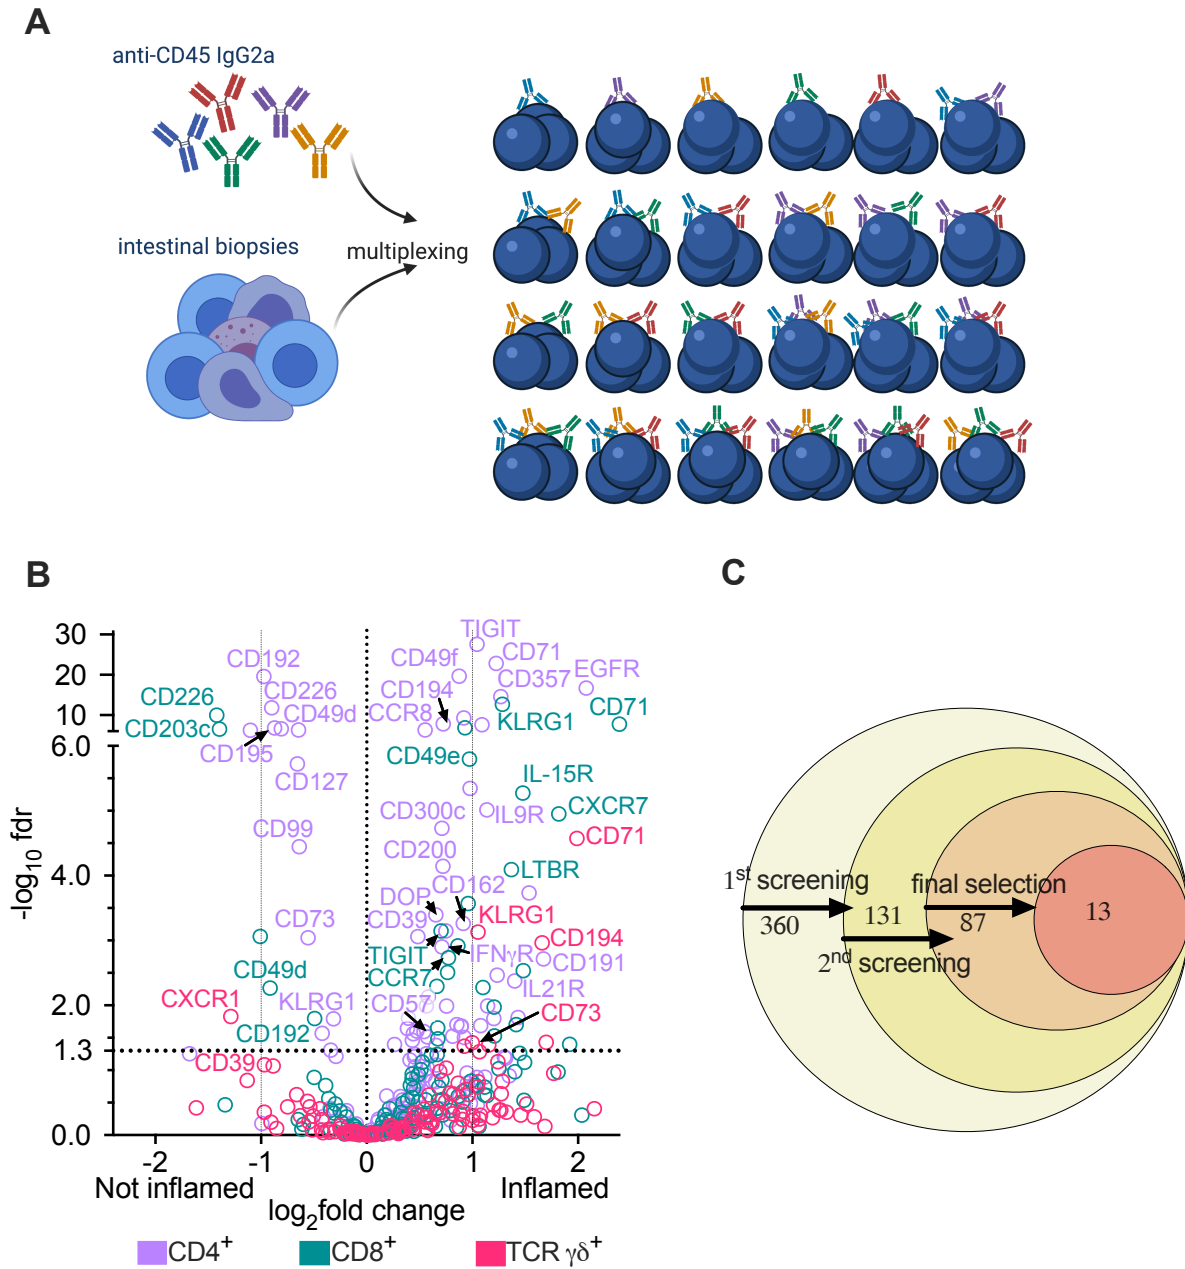 A
anti-CD45 IgG2a
intestinal biopsies
multiplexing
B
-log10 fdr
30
20
10
6.0
4.0
2.0
1.3
0.0
TIGIT
CD192
CD49f
CD71
CD226
CD226
CD194
CD357
EGFR
CD203c
CD49d
CCR8
KLRG1
CD71
CD195
CD49e
CD127
IL-15R
CD300c
IL9R
CXCR7
CD99
CD71
CD200
LTBR
CD162
DOP
CD73
CD39
KLRG1
CD194
TIGIT
IFNγR
CD191
CD49d
CCR7
IL21R
CXCR1
KLRG1
CD57
CD73
CD192
CD39
-2 -1 0 1 2
Not inflamed Inflamed
log2fold change
CD4+ CD8+ TCR γδ+
C
1st screening
360
131
final selection
87
13
2nd screening